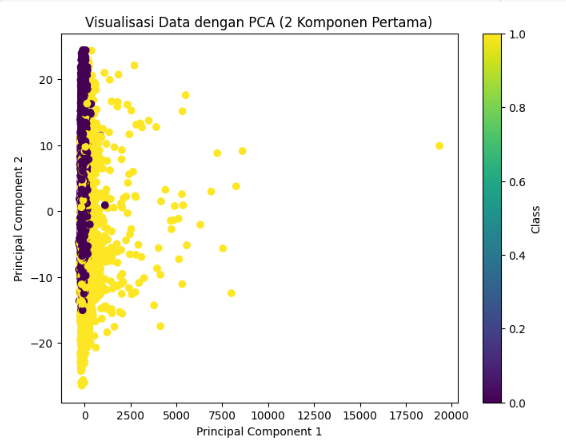 Visualisasi Data dengan PCA (2 Komponen Pertama)
1.0
0.8
0.6
0.4
0.2
0.0
Class
20
10
0
−10
−20
Principal Component 2
0 2500 5000 7500 10000 12500 15000 17500 20000
Principal Component 1